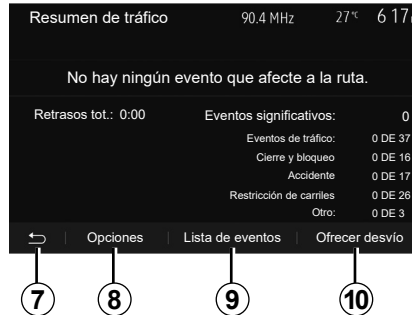 Resumen de tráfico 90.4 MHz 27°C 6 17
No hay ningún evento que afecte a la ruta.
Retrasos tot.: 0:00 Eventos significativos: 0
Eventos de tráfico: 0 DE 37
Cierre y bloqueo 0 DE 16
Accidente 0 DE 17
Restricción de carriles 0 DE 26
Otro: 0 DE 3
Opciones Lista de eventos Ofrecer desvío
7 8 9 10